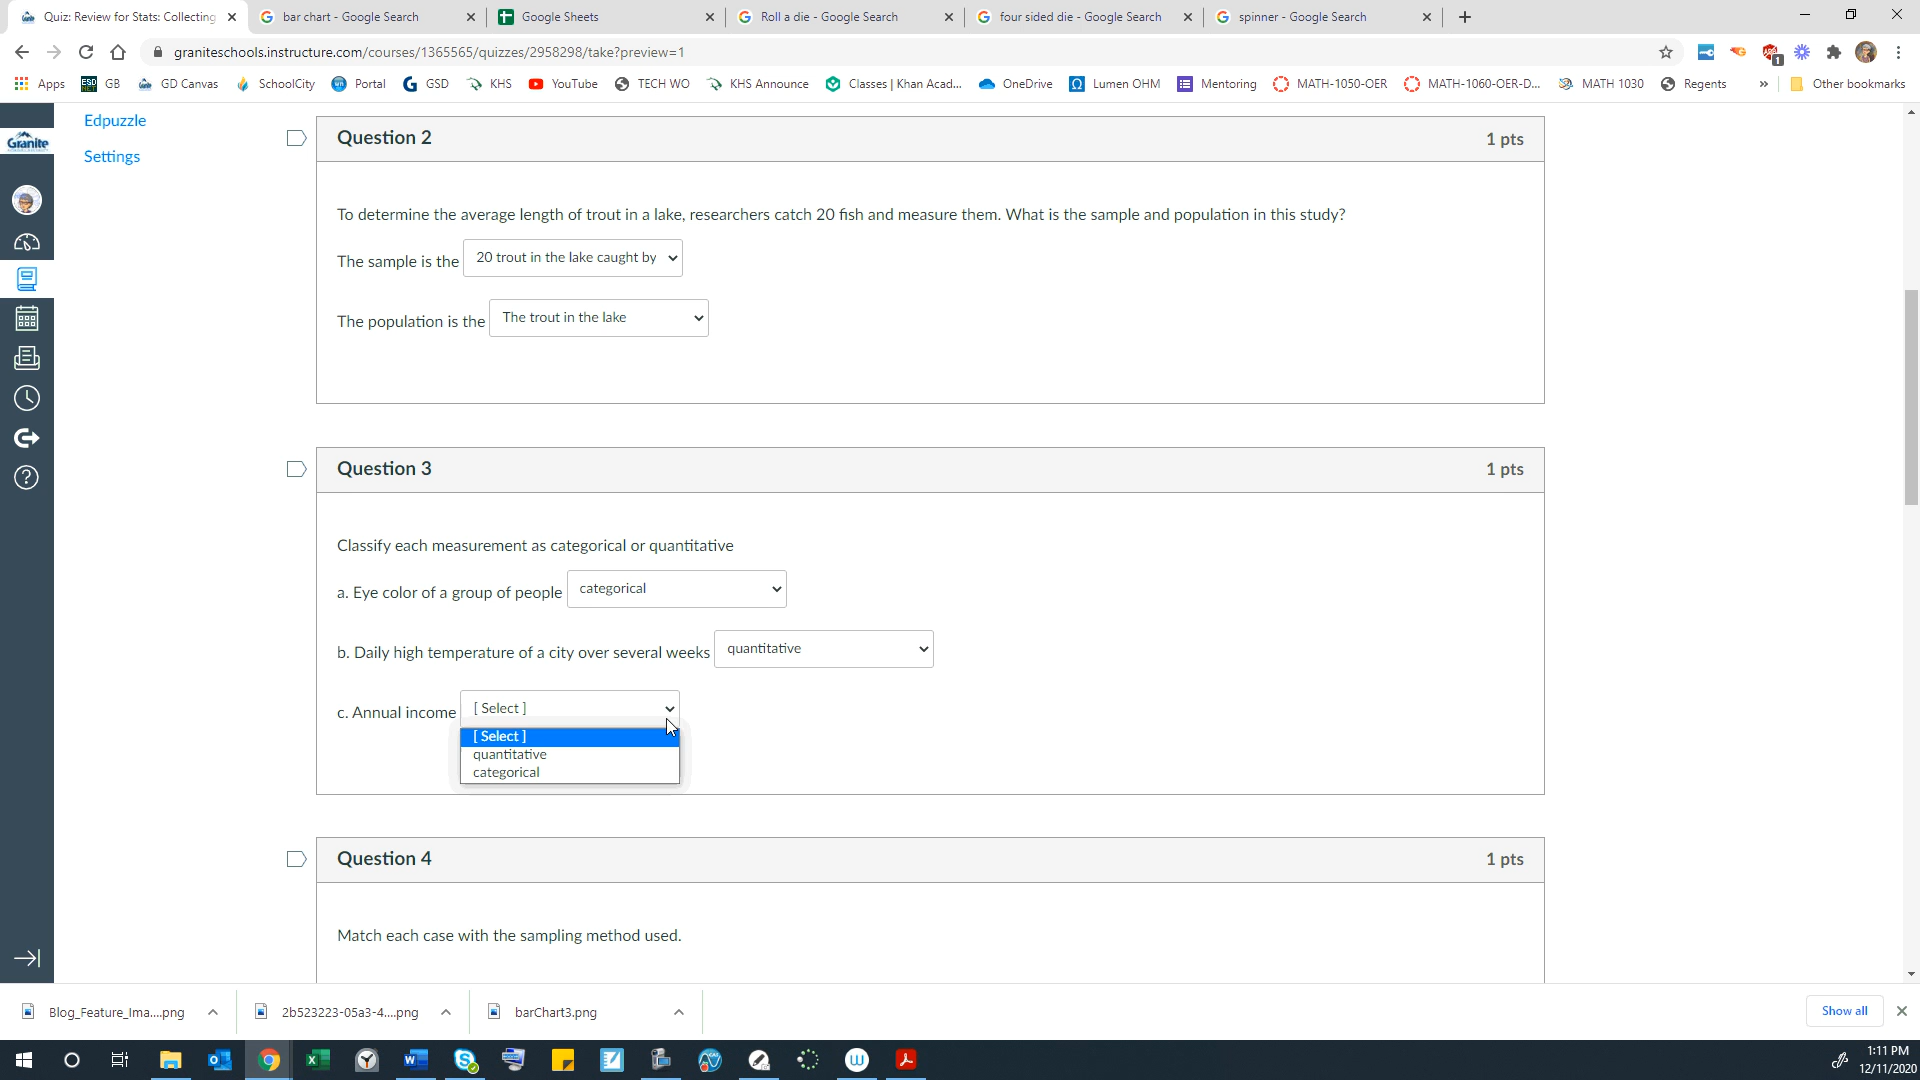 Quiz: Review for Stats: Collecting
bar chart - Google Search
Google Sheets
Roll a die - Google Search
four sided die - Google Search
spinner - Google Search
graniteschools.instructure.com/courses/1365565/quizzes/2958298/take?preview=1
Apps
GB
GD Canvas
SchoolCity
Portal
GSD
KHS
YouTube
TECH WO
KHS Announce
Classes | Khan Acad...
OneDrive
Lumen OHM
Mentoring
MATH-1050-OER
MATH-1060-OER-D...
MATH 1030
Regents
»
Other bookmarks
Granite
Edpuzzle
Settings
Question 2
1 pts
To determine the average length of trout in a lake, researchers catch 20 fish and measure them. What is the sample and population in this study?
The sample is the 20 trout in the lake caught by
The population is the The trout in the lake
Question 3
1 pts
Classify each measurement as categorical or quantitative
a. Eye color of a group of people categorical
b. Daily high temperature of a city over several weeks quantitative
c. Annual income [ Select ]
[ Select ]
quantitative
categorical
Question 4
1 pts
Match each case with the sampling method used.
Blog_Feature_Ima....png
2b523223-05a3-4....png
barChart3.png
Show all
1:11 PM
12/11/2020